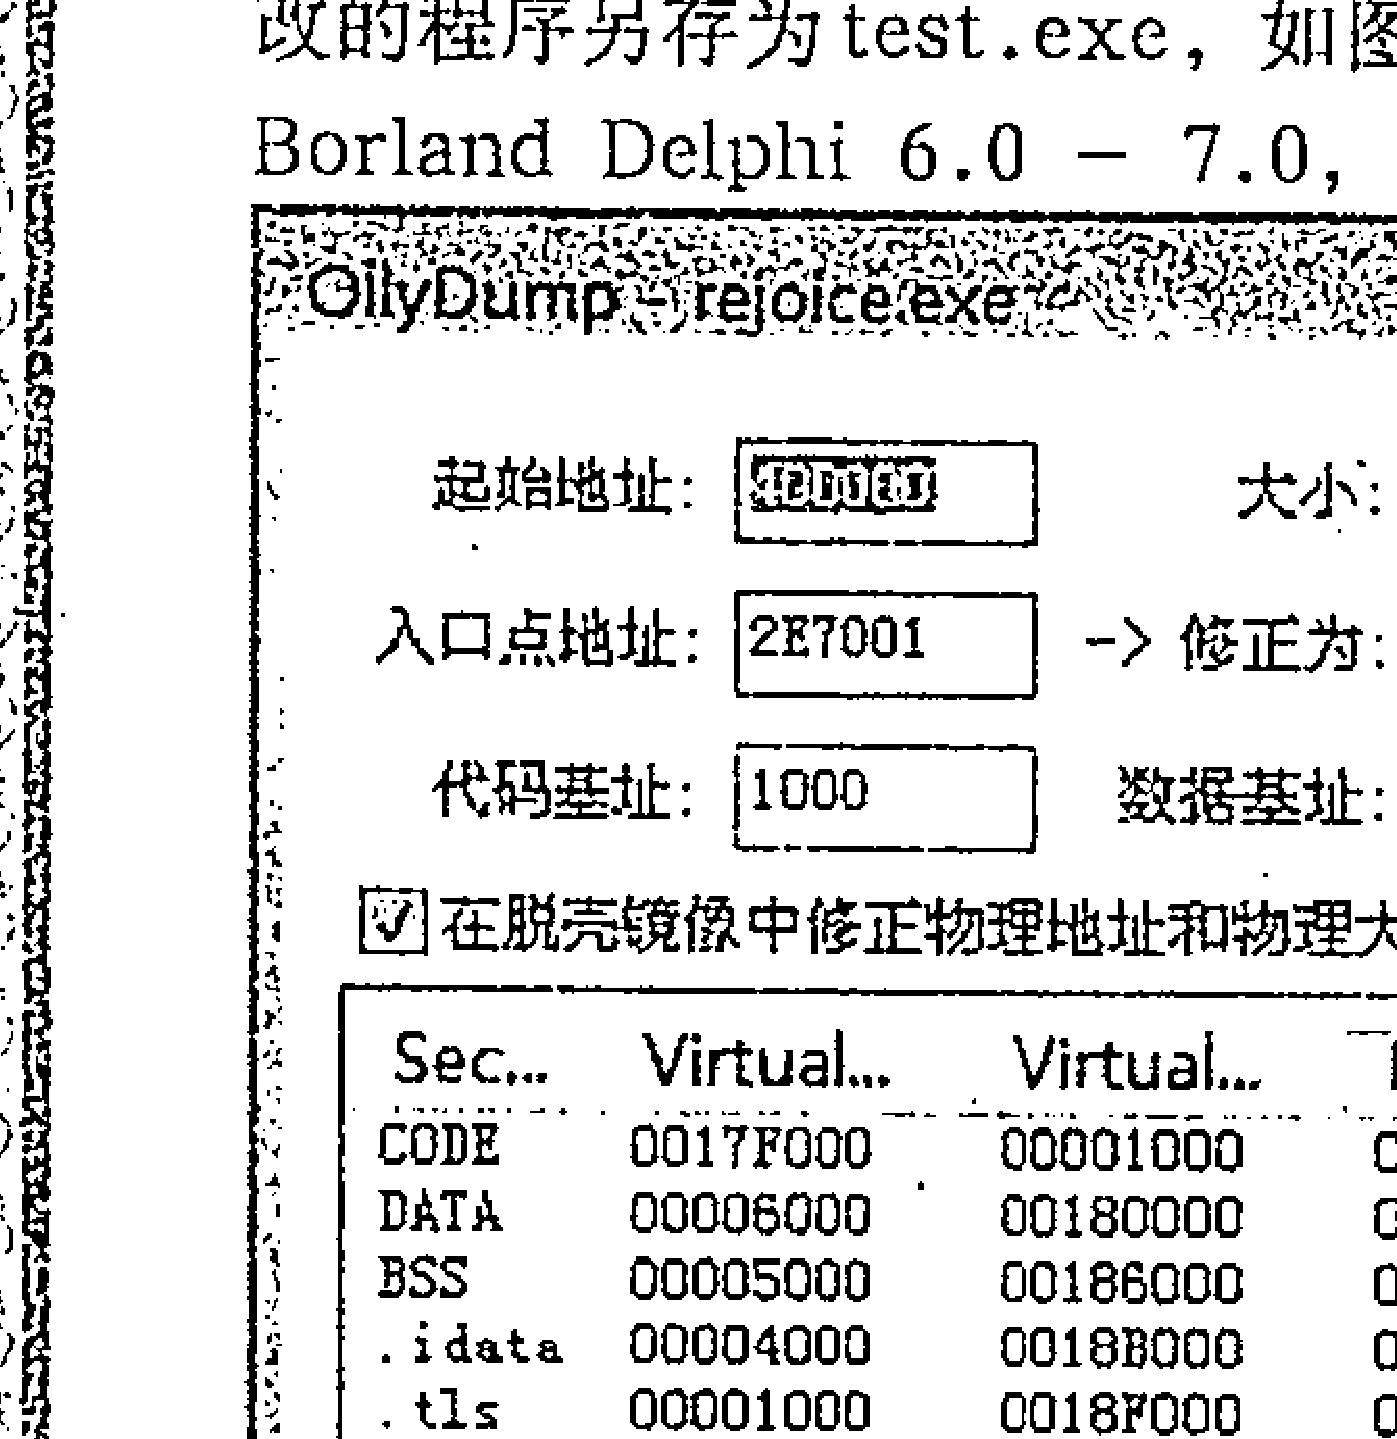 改的程序另存为test.exe, 如图
Borland Delphi 6.0 — 7.0,
OllyDump - rejoice.exe
起始地址: 400000 大小:
入口点地址: 2E7001 -> 修正为:
代码基址: 1000 数据基址:
在脱壳镜像中修正物理地址和物理大
Sec... Virtual... Virtual...
CODE 0017F000 00001000
DATA 00006000 00180000
BSS 00005000 00186000
.idata 00004000 0018B000
.tls 00001000 0018F000